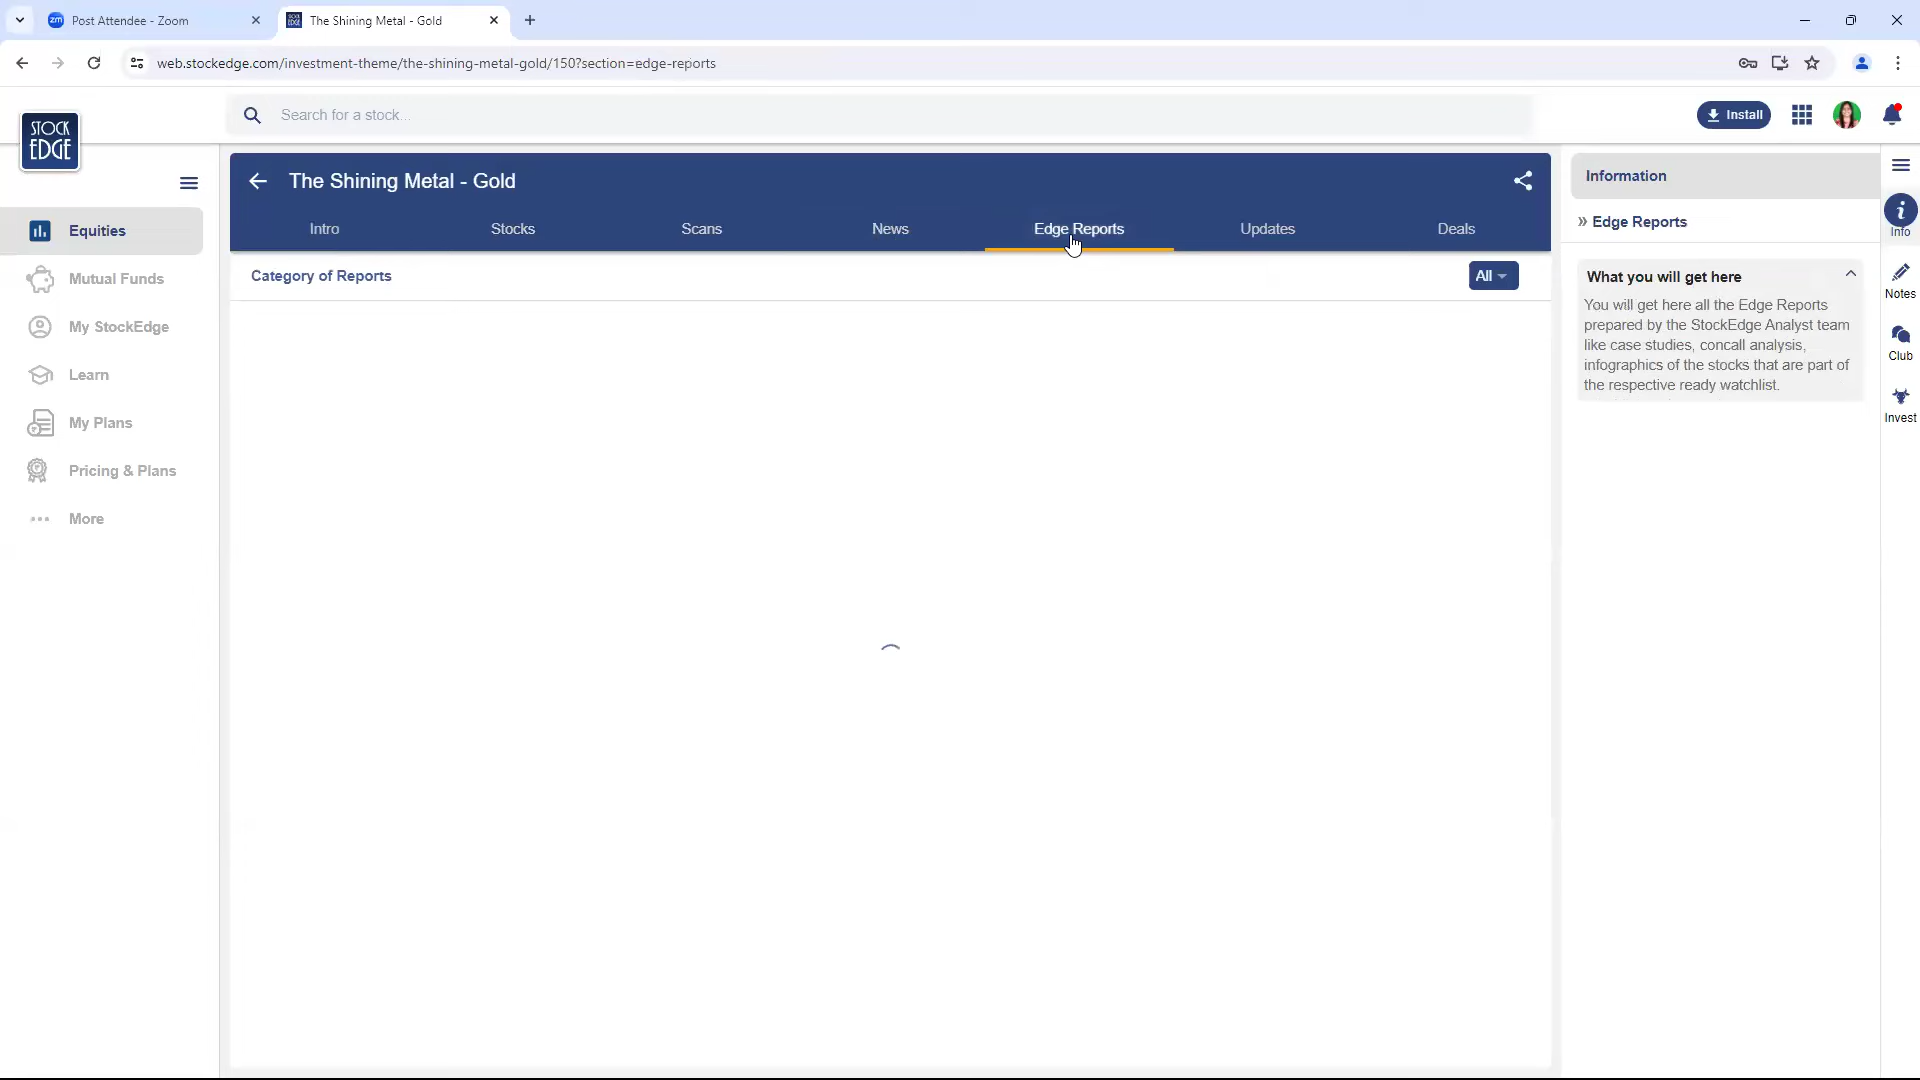 zm Post Attendee - Zoom
The Shining Metal - Gold
web.stockedge.com/investment-theme/the-shining-metal-gold/150?section=edge-reports
STOCK
EDGE
Search for a stock...
Install
Equities
Mutual Funds
My StockEdge
Learn
My Plans
Pricing & Plans
More
The Shining Metal - Gold
Intro
Stocks
Scans
News
Edge Reports
Updates
Deals
Category of Reports
All
Information
» Edge Reports
What you will get here
You will get here all the Edge Reports
prepared by the StockEdge Analyst team
like case studies, concall analysis,
infographics of the stocks that are part of
the respective ready watchlist.
Info
Notes
Club
Invest